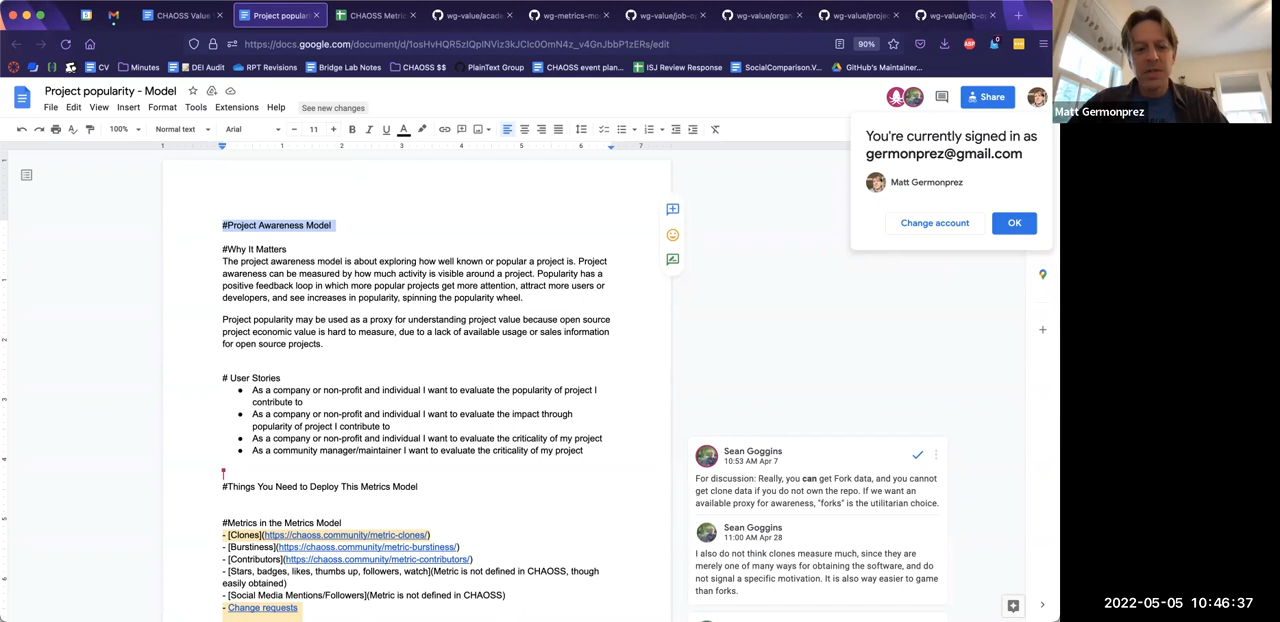 CHAOSS Value
Project popular
CHAOSS Metric
wg-value/acade
wg-metrics-mo
wg-value/job-op
wg-value/organ
wg-value/projec
wg-value/job-op
https://docs.google.com/document/d/1osHvHQR5zIQpINViz3kJClc0OmN4z_v4GnJbbP1zERs/edit
90%
CV
Minutes
DEI Audit
RPT Revisions
Bridge Lab Notes
CHAOSS $$
PlainText Group
CHAOSS event plan...
ISJ Review Response
SocialComparison.V...
GitHub's Maintainer...
Project popularity - Model
File Edit View Insert Format Tools Extensions Help
See new changes
Share
100% Normal text Arial 11
You're currently signed in as
germonprez@gmail.com
Matt Germonprez
Change account OK
Matt Germonprez
#Project Awareness Model
#Why It Matters
The project awareness model is about exploring how well known or popular a project is. Project
awareness can be measured by how much activity is visible around a project. Popularity has a
positive feedback loop in which more popular projects get more attention, attract more users or
developers, and see increases in popularity, spinning the popularity wheel.
Project popularity may be used as a proxy for understanding project value because open source
project economic value is hard to measure, due to a lack of available usage or sales information
for open source projects.
# User Stories
● As a company or non-profit and individual I want to evaluate the popularity of project I
contribute to
● As a company or non-profit and individual I want to evaluate the impact through
popularity of project I contribute to
● As a company or non-profit and individual I want to evaluate the criticality of my project
● As a community manager/maintainer I want to evaluate the criticality of my project
#Things You Need to Deploy This Metrics Model
#Metrics in the Metrics Model
- [Clones](https://chaoss.community/metric-clones/)
- [Burstiness](https://chaoss.community/metric-burstiness/)
- [Contributors](https://chaoss.community/metric-contributors/)
- [Stars, badges, likes, thumbs up, followers, watch](Metric is not defined in CHAOSS, though
easily obtained)
- [Social Media Mentions/Followers](Metric is not defined in CHAOSS)
- Change requests
Sean Goggins
10:53 AM Apr 7
For discussion: Really, you can get Fork data, and you cannot
get clone data if you do not own the repo. If we want an
available proxy for awareness, "forks" is the utilitarian choice.
Sean Goggins
11:00 AM Apr 28
I also do not think clones measure much, since they are
merely one of many ways for obtaining the software, and do
not signal a specific motivation. It is also way easier to game
than forks.
2022-05-05 10:46:37